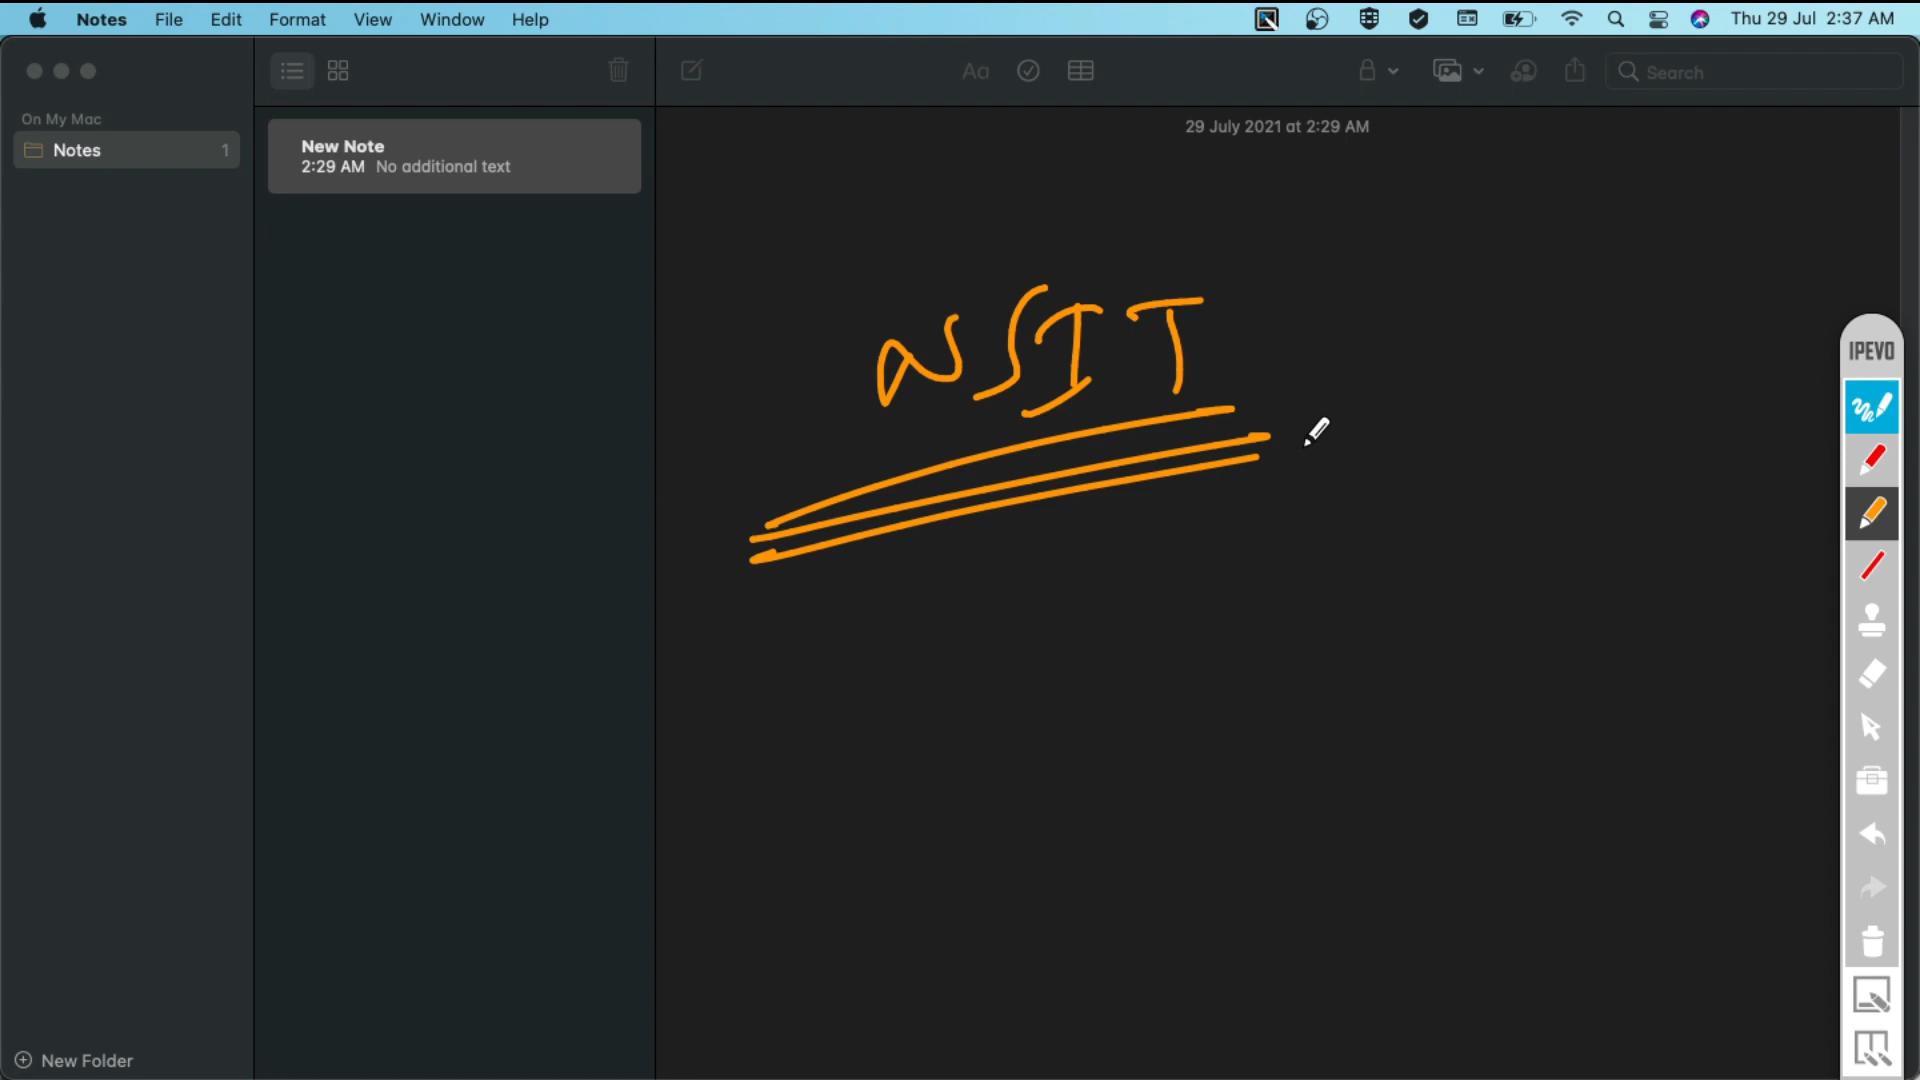 Notes File Edit Format View Window Help Thu 29 Jul 2:37 AM
Aa Search
On My Mac
Notes 1
New Note
2:29 AM No additional text
29 July 2021 at 2:29 AM
NSIT
IPEVO
New Folder